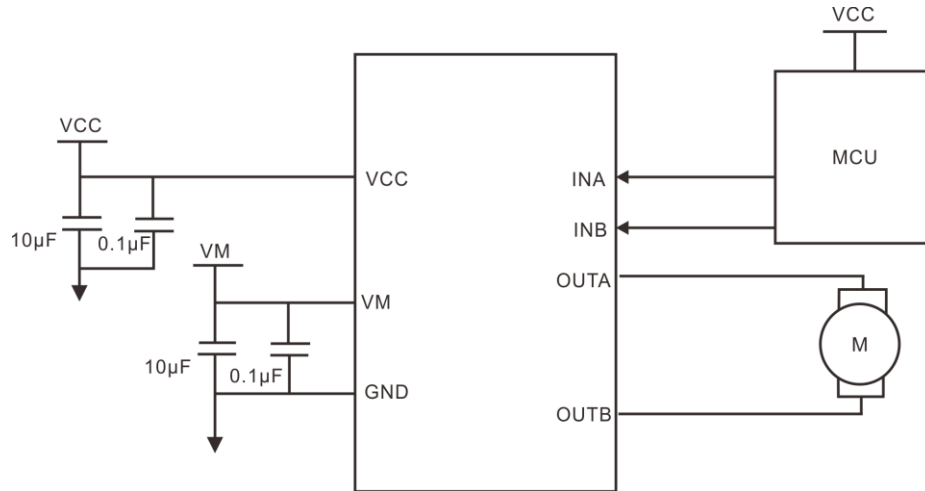 VCC
VCC
VCC
INA
MCU
10µF
0.1µF
INB
VM
OUTA
VM
M
10µF
0.1µF
GND
OUTB